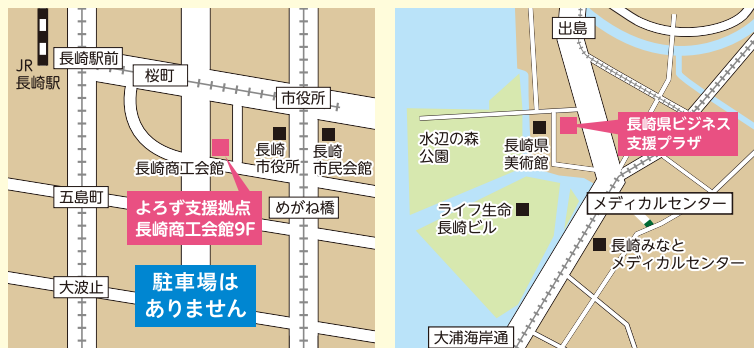 JR
長崎駅
長崎駅前
桜町
市役所
長崎商工会館
長崎
市役所
長崎
市民会館
五島町
よろず支援拠点
長崎商工会館9F
めがね橋
大波止
駐車場は
ありません
出島
水辺の森
公園
長崎県
美術館
長崎県ビジネス
支援プラザ
メディカルセンター
ライフ生命
長崎ビル
長崎みなと
メディカルセンター
大浦海岸通